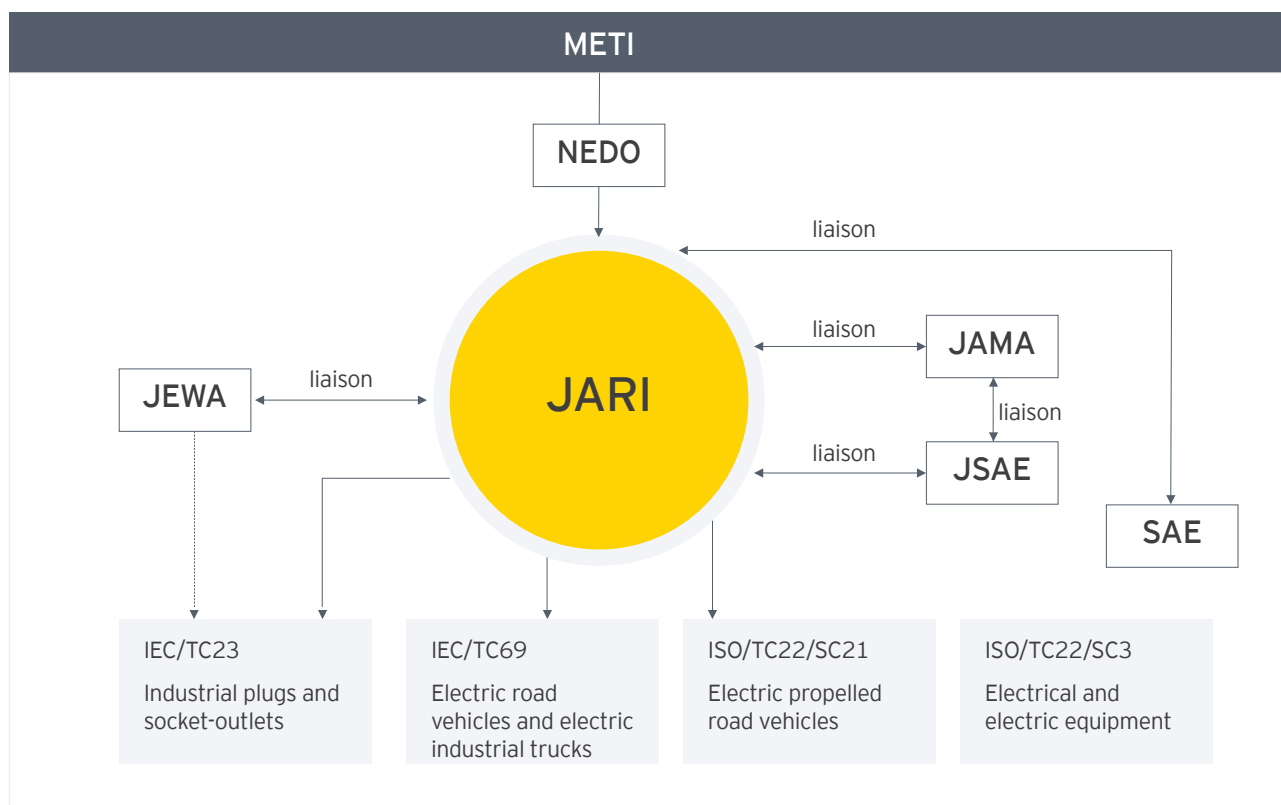 METI
NEDO
liaison
liaison
JAMA
JARI
JEWA
liaison
liaison
liaison
JSAE
SAE
IEC/TC23
Industrial plugs and
socket-outlets
IEC/TC69
Electric road
vehicles and electric
industrial trucks
ISO/TC22/SC21
Electric propelled
road vehicles
ISO/TC22/SC3
Electrical and
electric equipment